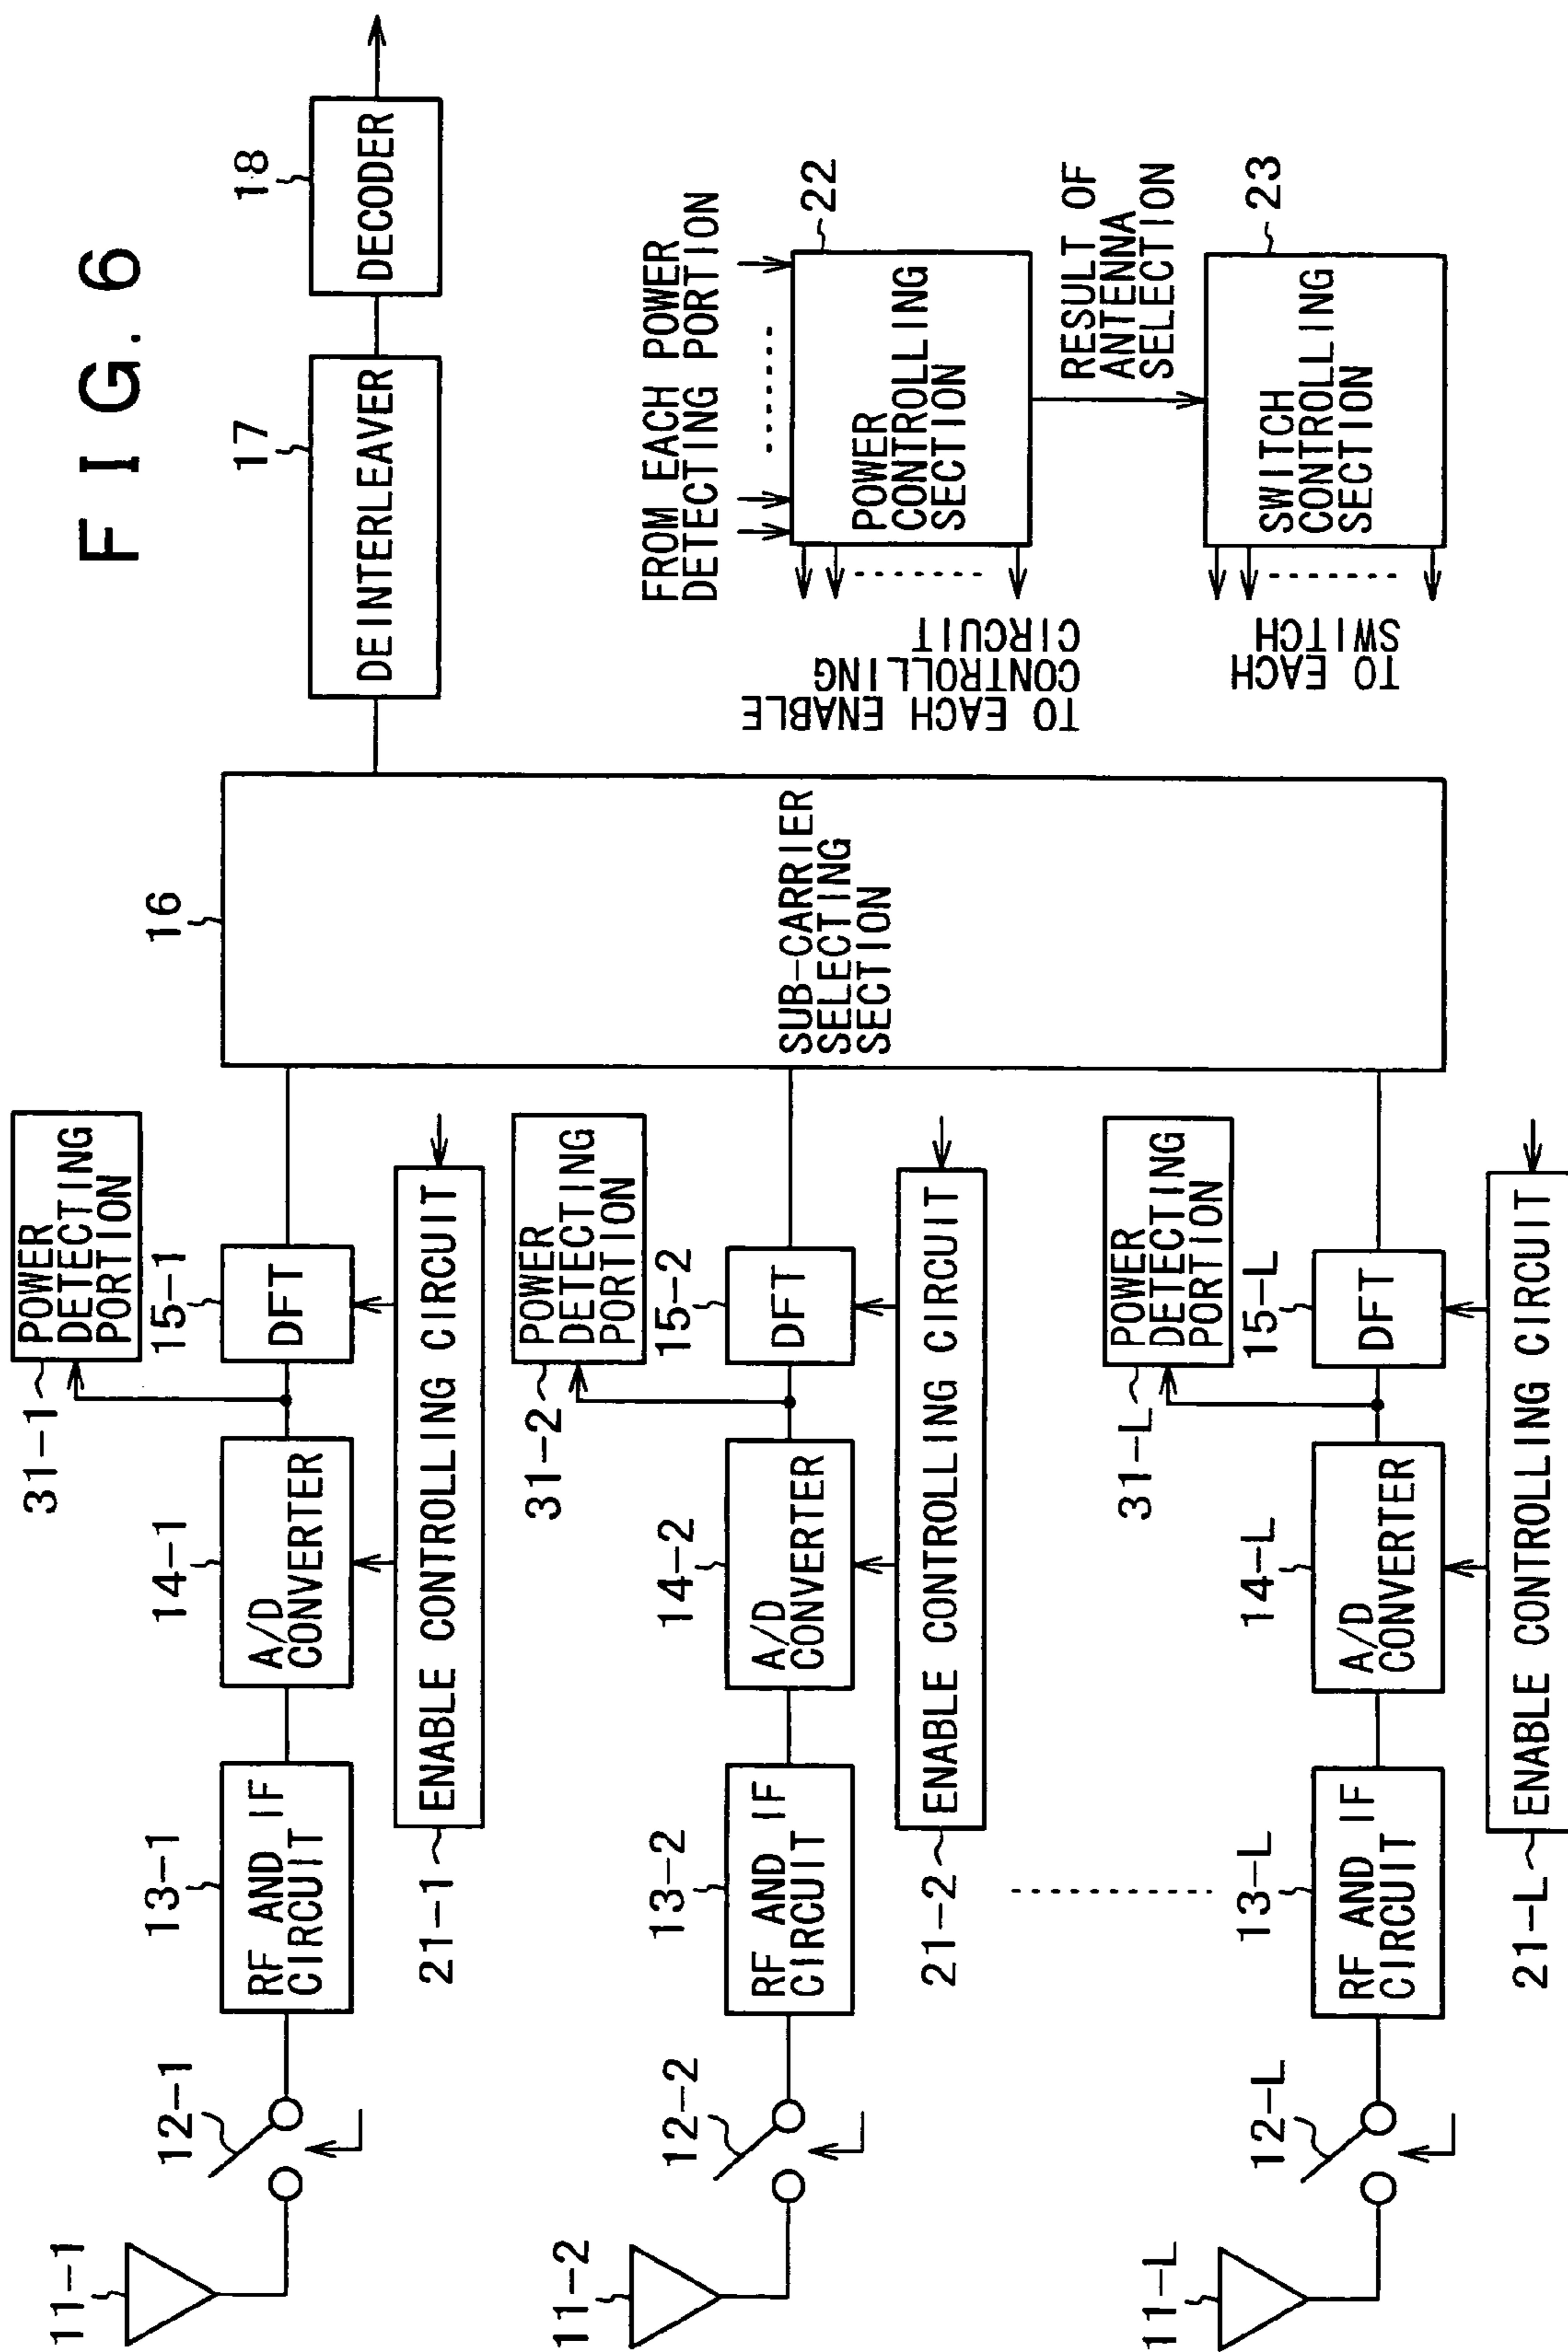 F I G. 6
11-1
12-1
13-1
RF AND IF
CIRCUIT
14-1
A/D
CONVERTER
31-1
POWER
DETECTING
PORTION
15-1
DFT
21-1
ENABLE CONTROLLING CIRCUIT
11-2
12-2
13-2
RF AND IF
CIRCUIT
14-2
A/D
CONVERTER
31-2
POWER
DETECTING
PORTION
15-2
DFT
21-2
ENABLE CONTROLLING CIRCUIT
11-L
12-L
13-L
RF AND IF
CIRCUIT
14-L
A/D
CONVERTER
31-L
POWER
DETECTING
PORTION
15-L
DFT
21-L
ENABLE CONTROLLING CIRCUIT
16
SUB-CARRIER
SELECTING
SECTION
17
DEINTERLEAVER
18
DECODER
FROM EACH POWER
DETECTING PORTION
22
POWER
CONTROLLING
SECTION
TO EACH ENABLE
CONTROLLING
CIRCUIT
RESULT OF
ANTENNA
SELECTION
23
SWITCH
CONTROLLING
SECTION
TO EACH
SWITCH